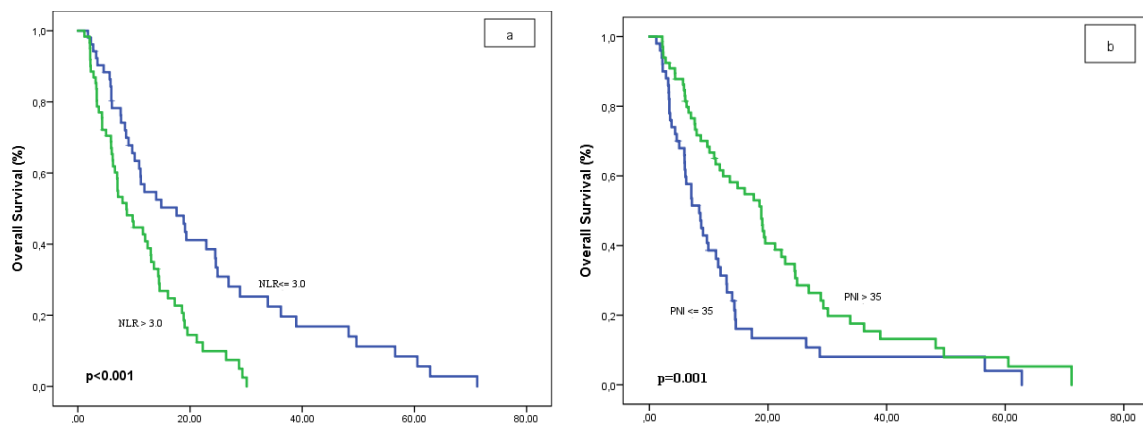 a
Overall Survival (%)
1,0
0,8
0,6
0,4
0,2
0,0
NLR<= 3.0
NLR > 3.0
p<0.001
,00
20,00
40,00
60,00
80,00
b
Overall Survival (%)
1,0
0,8
0,6
0,4
0,2
0,0
PNI > 35
PNI <= 35
p=0.001
,00
20,00
40,00
60,00
80,00